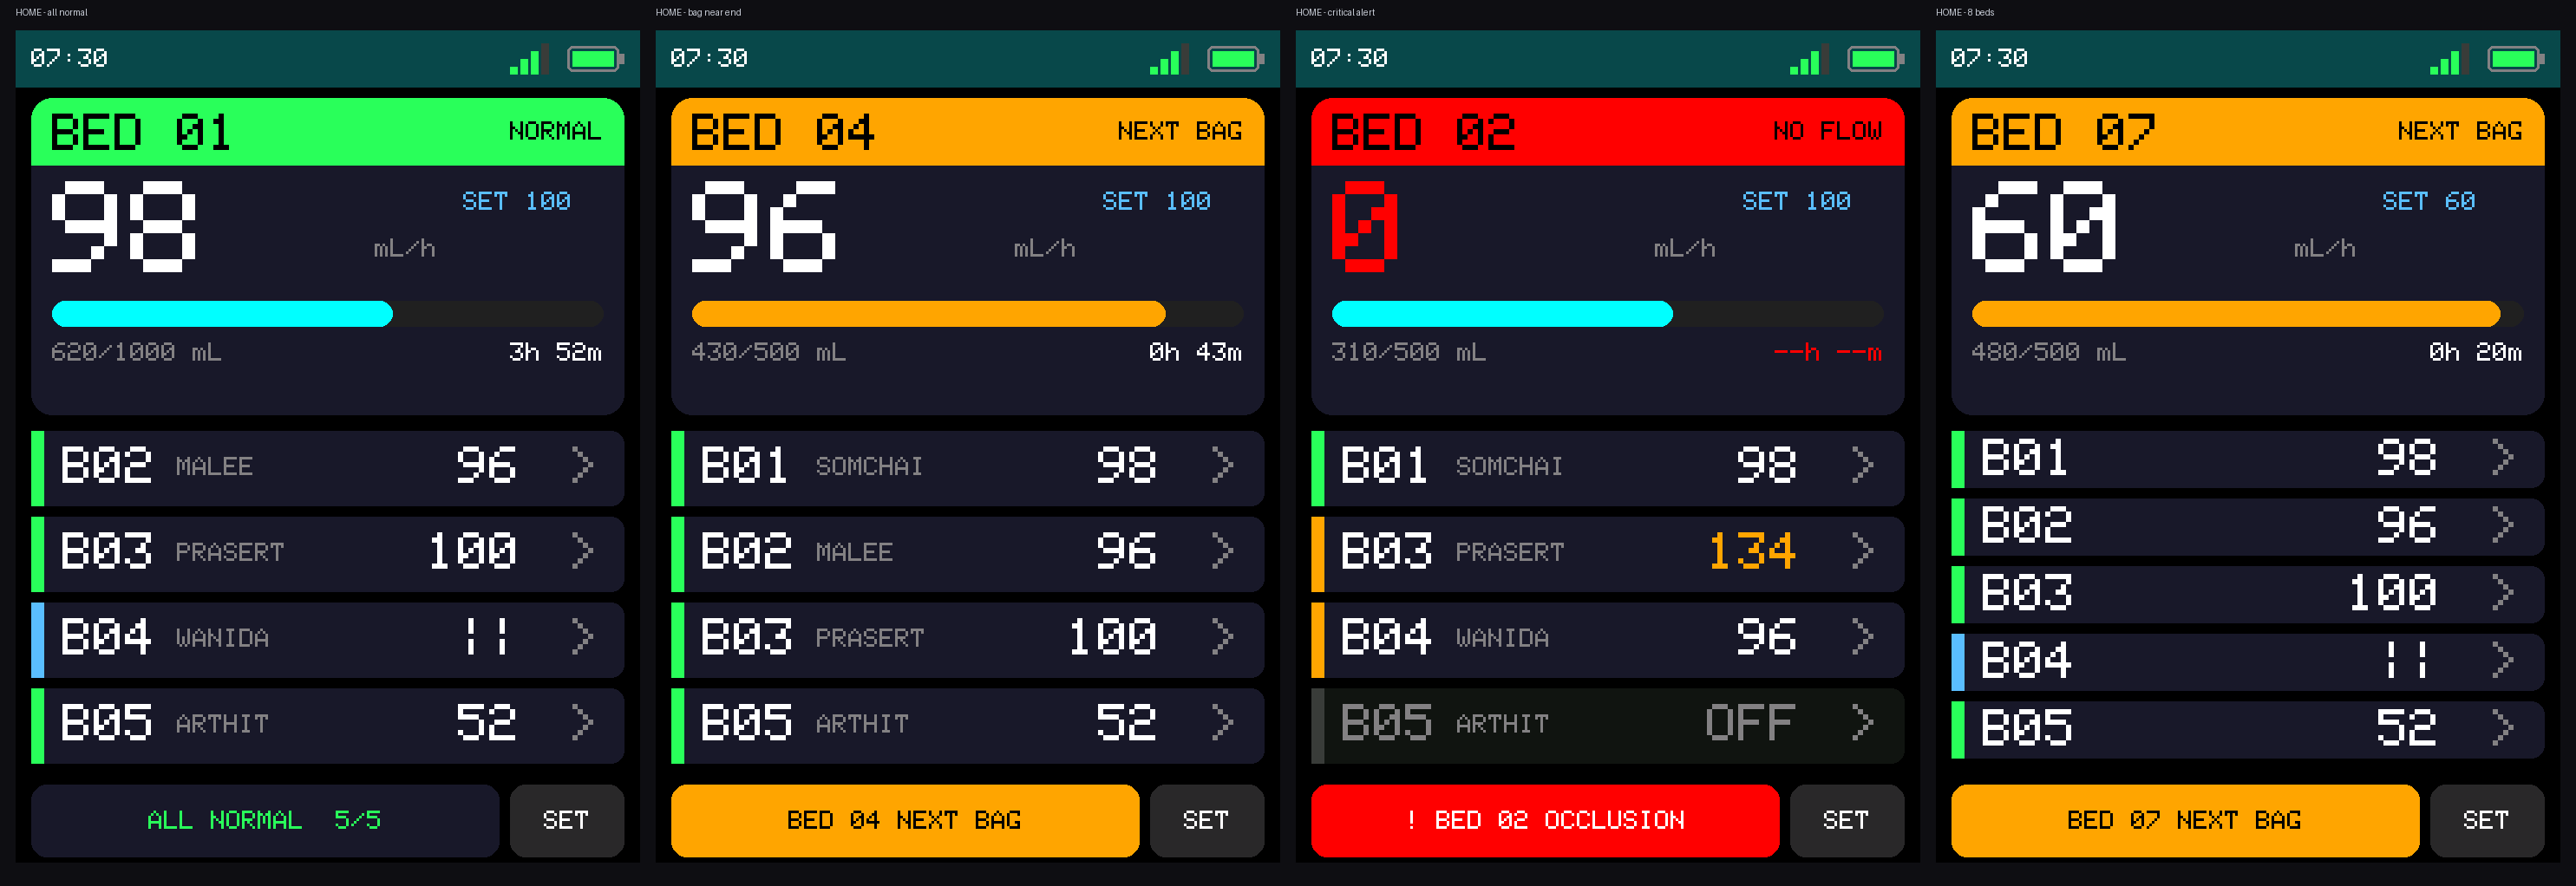 HOME - all normal
07:30
BED 01 NORMAL
98 SET 100
mL/h
620/1000 mL 3h 52m
B02 MALEE 96 >
B03 PRASERT 100 >
B04 WANIDA ¦¦ >
B05 ARTHIT 52 >
ALL NORMAL 5/5 SET
HOME - bag near end
07:30
BED 04 NEXT BAG
96 SET 100
mL/h
430/500 mL 0h 43m
B01 SOMCHAI 98 >
B02 MALEE 96 >
B03 PRASERT 100 >
B05 ARTHIT 52 >
BED 04 NEXT BAG SET
HOME - critical alert
07:30
BED 02 NO FLOW
0 SET 100
mL/h
310/500 mL --h --m
B01 SOMCHAI 98 >
B03 PRASERT 134 >
B04 WANIDA 96 >
B05 ARTHIT OFF >
! BED 02 OCCLUSION SET
HOME - 8 beds
07:30
BED 07 NEXT BAG
60 SET 60
mL/h
480/500 mL 0h 20m
B01 98 >
B02 96 >
B03 100 >
B04 ¦¦ >
B05 52 >
BED 07 NEXT BAG SET